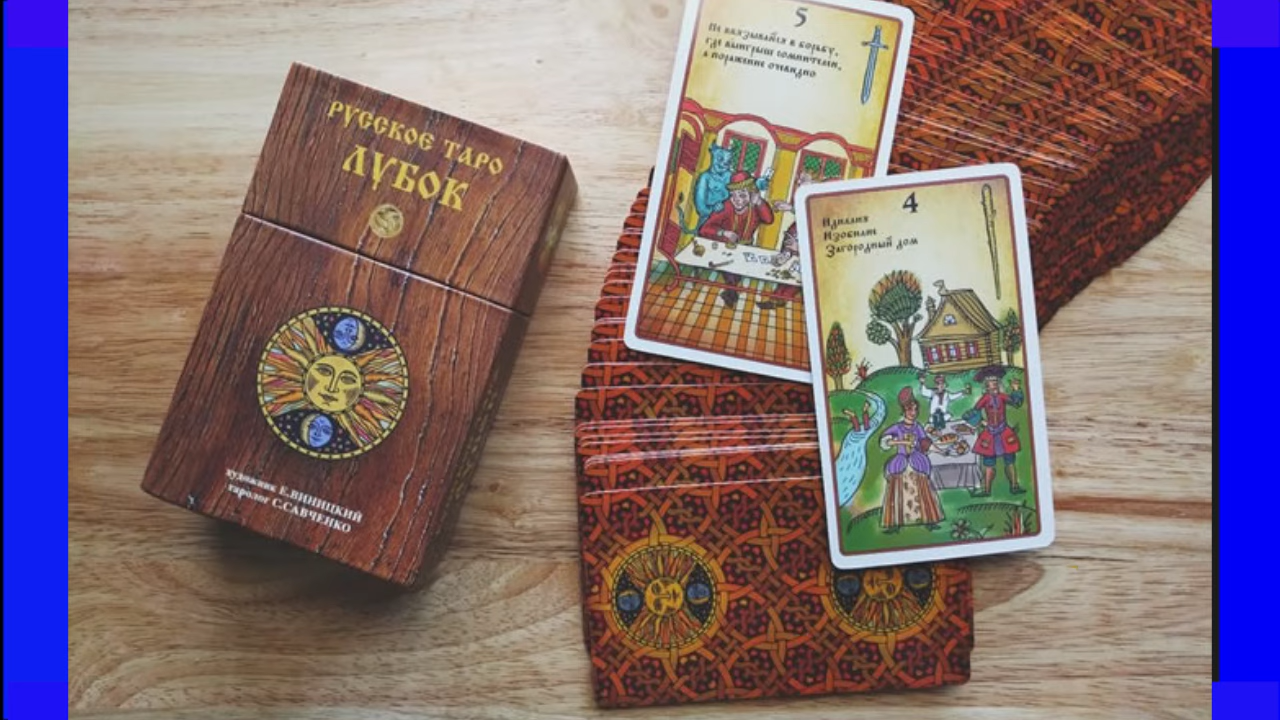 РУССКОЕ ТАРО
ЛУБОК
художник Е.ВИНИЦКИЙ
таролог С.САВЧЕНКО
5
Не ввязывайся в борьбу,
где выигрыш сомнителен,
а поражение очевидно
4
Идиллия
Изобилие
Загородный дом